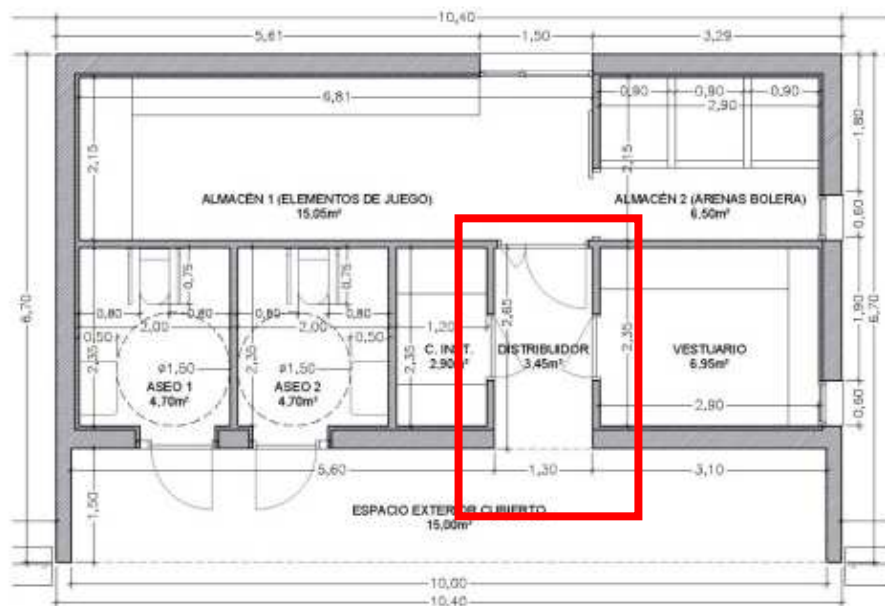 10,40
5,61
1,50
3,29
6,81
0,90
0,90
0,90
2,90
2,15
2,15
1,80
ALMACÉN 1 (ELEMENTOS DE JUEGO)
15,05m²
ALMACÉN 2 (ARENAS BOLERA)
6,50m²
0,60
6,70
6,70
0,75
0,75
0,80
0,80
0,80
0,80
2,00
2,00
1,20
2,65
1,90
0,50
0,50
2,35
2,35
2,35
2,35
ø1,50
ø1,50
C. INST.
2,90m²
DISTRIBUIDOR
3,45m²
VESTUARIO
6,95m²
ASEO 1
4,70m²
ASEO 2
4,70m²
2,90
0,60
5,60
1,30
3,10
1,50
ESPACIO EXTERIOR CUBIERTO
15,00m²
10,00
10,40